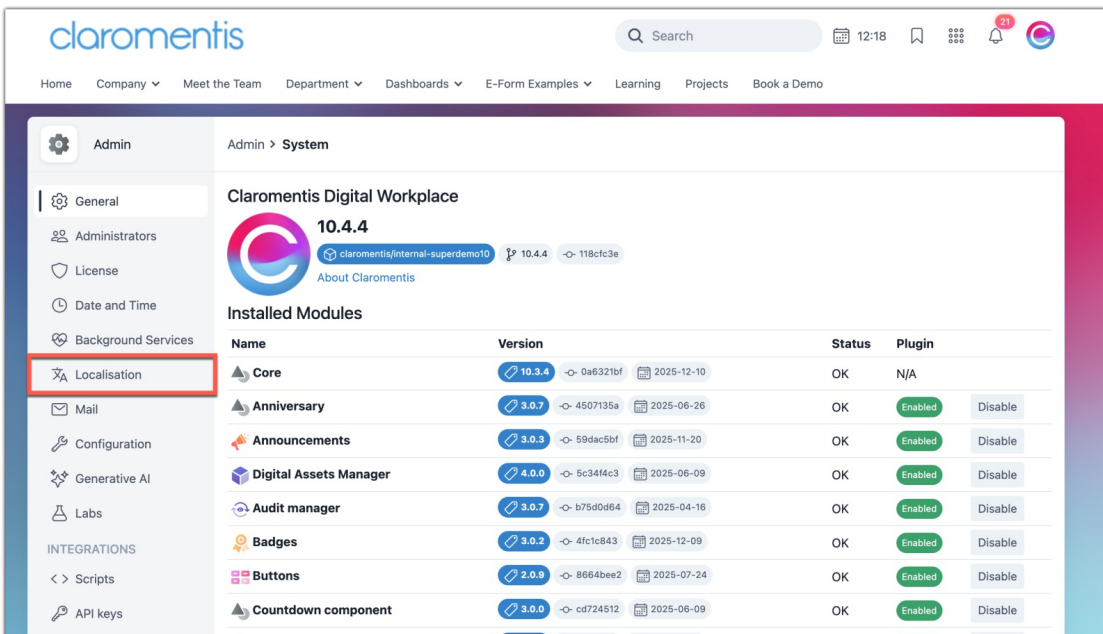 claromentis
Search
12:18
21
Home Company Meet the Team Department Dashboards E-Form Examples Learning Projects Book a Demo
Admin
Admin > System
General
Administrators
License
Date and Time
Background Services
Localisation
Mail
Configuration
Generative AI
Labs
INTEGRATIONS
< > Scripts
API keys
Claromentis Digital Workplace
10.4.4
claromentis/internal-superdemo10 10.4.4 118cfc3e
About Claromentis
Installed Modules
Name Version Status Plugin
Core 10.3.4 0a6321bf 2025-12-10 OK N/A
Anniversary 3.0.7 4507135a 2025-06-26 OK Enabled Disable
Announcements 3.0.3 59dac5bf 2025-11-20 OK Enabled Disable
Digital Assets Manager 4.0.0 5c34f4c3 2025-06-09 OK Enabled Disable
Audit manager 3.0.7 b75d0d64 2025-04-16 OK Enabled Disable
Badges 3.0.2 4fc1c843 2025-12-09 OK Enabled Disable
Buttons 2.0.9 8664bee2 2025-07-24 OK Enabled Disable
Countdown component 3.0.0 cd724512 2025-06-09 OK Enabled Disable